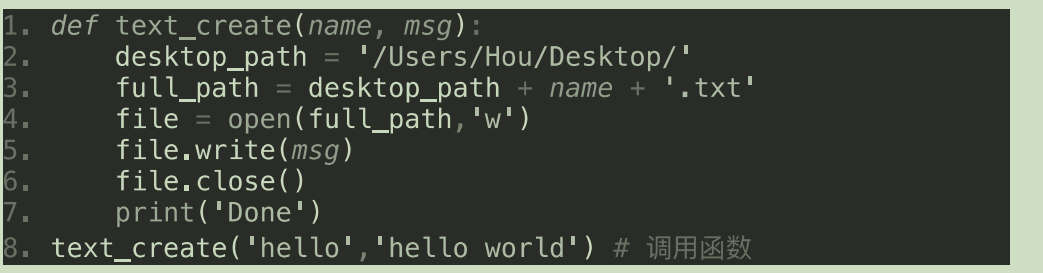 1. def text_create(name, msg):
2.     desktop_path = '/Users/Hou/Desktop/'
3.     full_path = desktop_path + name + '.txt'
4.     file = open(full_path,'w')
5.     file.write(msg)
6.     file.close()
7.     print('Done')
8. text_create('hello','hello world') # 调用函数